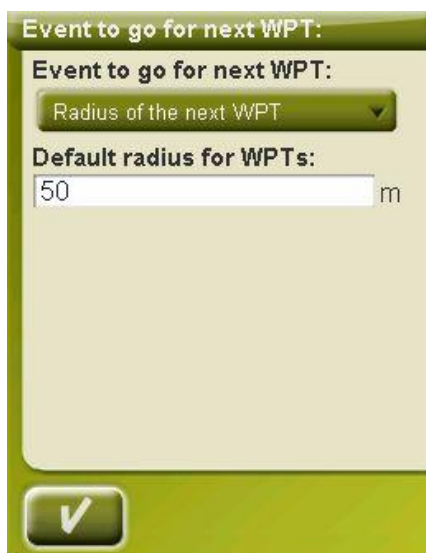 Event to go for next WPT:
Event to go for next WPT:
Radius of the next WPT
Default radius for WPTs:
50 m